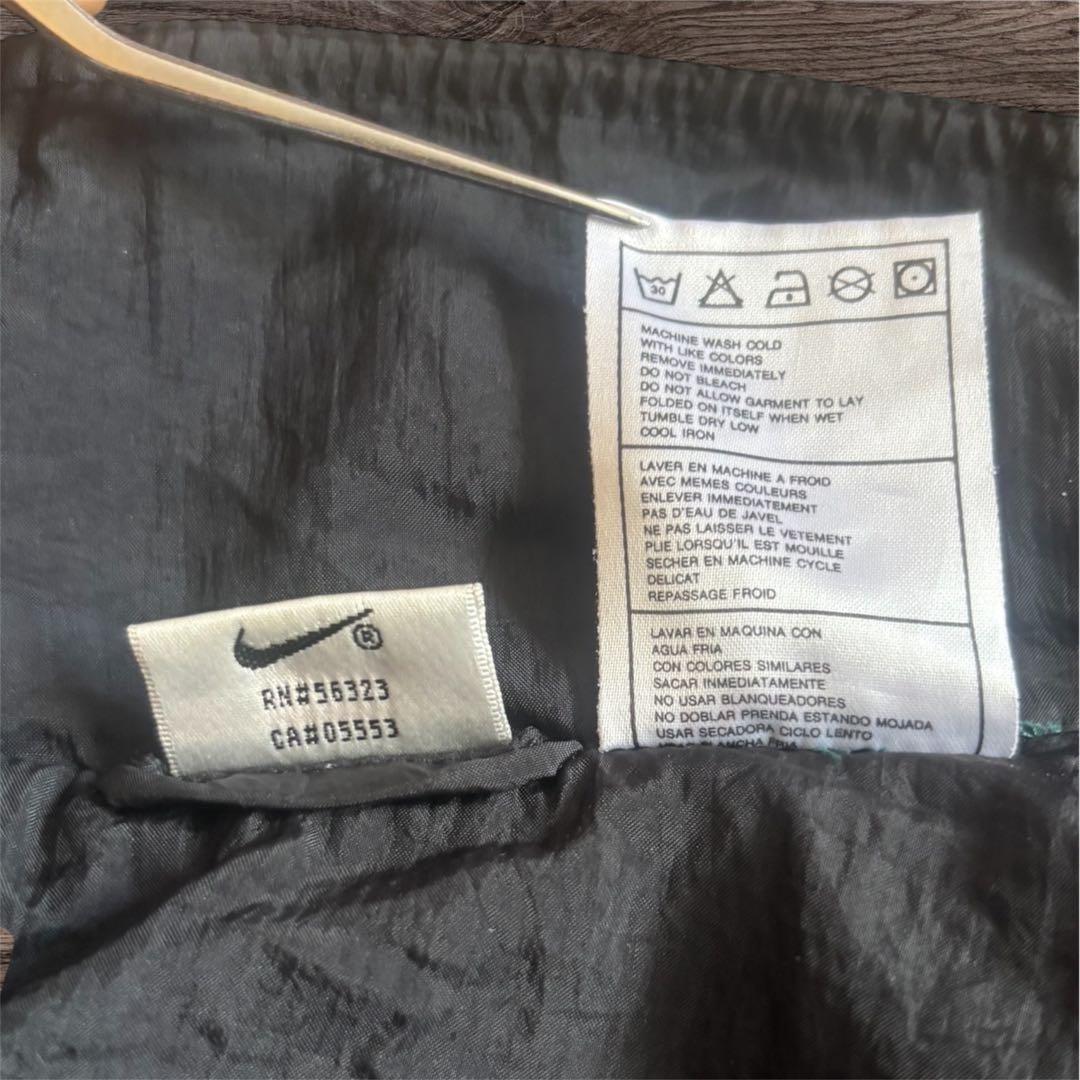 30
MACHINE WASH COLD
WITH LIKE COLORS
REMOVE IMMEDIATELY
DO NOT BLEACH
DO NOT ALLOW GARMENT TO LAY
FOLDED ON ITSELF WHEN WET
TUMBLE DRY LOW
COOL IRON
LAVER EN MACHINE A FROID
AVEC MEMES COULEURS
ENLEVER IMMEDIATEMENT
PAS D'EAU DE JAVEL
NE PAS LAISSER LE VETEMENT
PLIE LORSQU'IL EST MOUILLE
SECHER EN MACHINE CYCLE
DELICAT
REPASSAGE FROID
LAVAR EN MAQUINA CON
AGUA FRIA
CON COLORES SIMILARES
SACAR INMEDIATAMENTE
NO USAR BLANQUEADORES
NO DOBLAR PRENDA ESTANDO MOJADA
USAR SECADORA CICLO LENTO
USAR PLANCHA FRIA
®
RN#56323
CA#05553